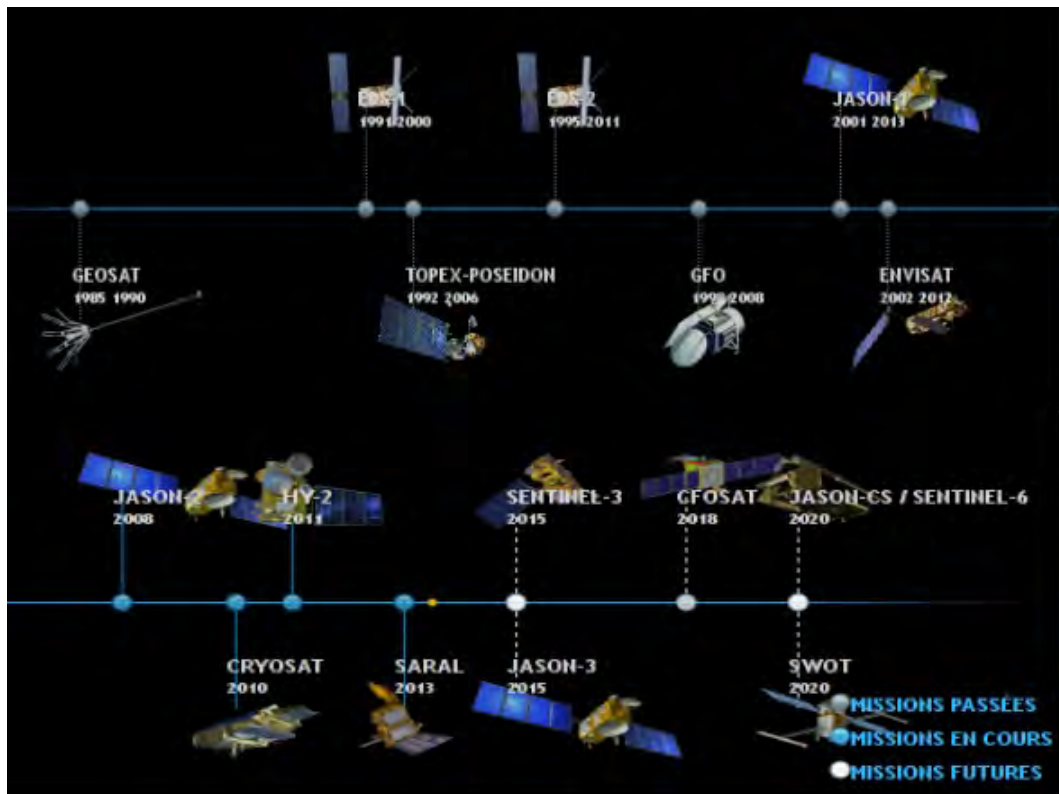 ERS-1
1991 2000
ERS-2
1995 2011
JASON-1
2001 2013
GEOSAT
1985 1990
TOPEX-POSEIDON
1992 2006
GFO
1998 2008
ENVISAT
2002 2012
JASON-2
2008
HY-2
2011
SENTINEL-3
2015
CFOSAT
2018
JASON-CS / SENTINEL-6
2020
CRYOSAT
2010
SARAL
2013
JASON-3
2015
SWOT
2020
MISSIONS PASSÉES
MISSIONS EN COURS
MISSIONS FUTURES